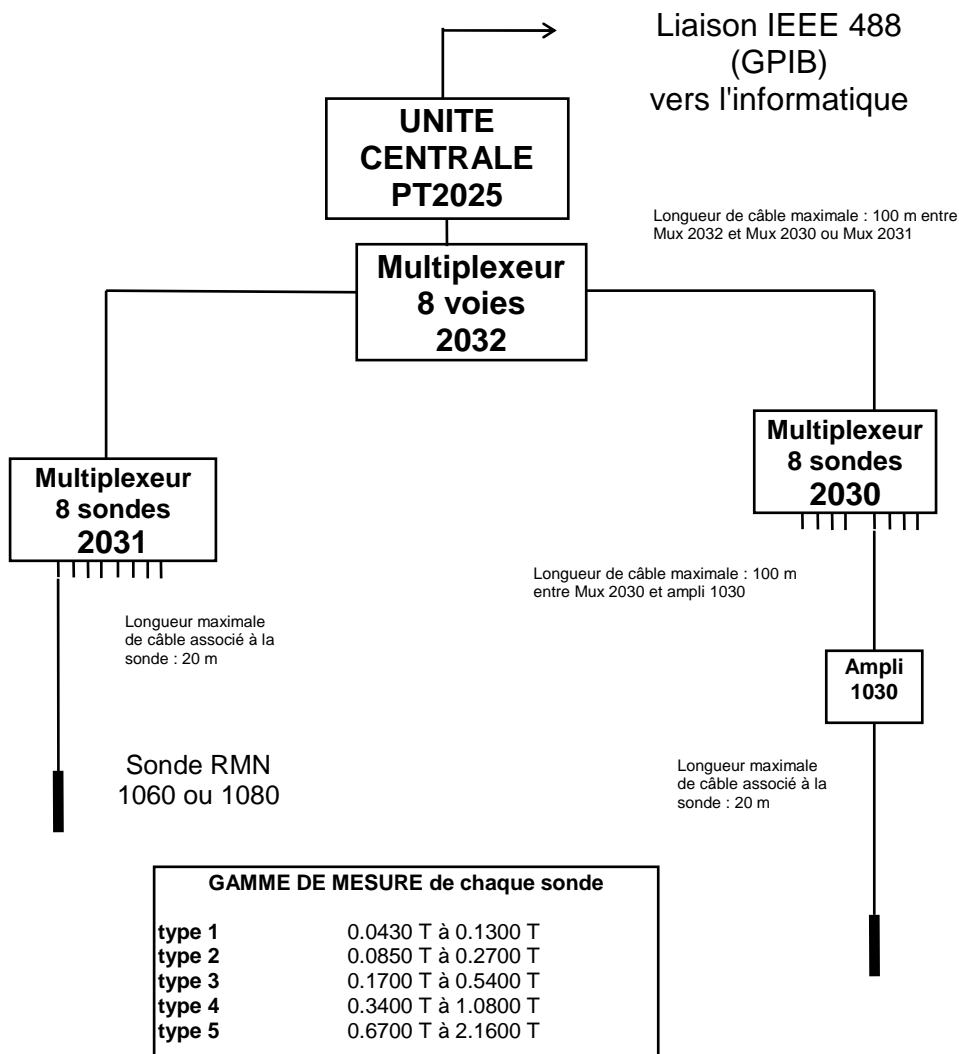 Liaison IEEE 488
(GPIB)
vers l'informatique
UNITE
CENTRALE
PT2025
Longueur de câble maximale : 100 m entre
Mux 2032 et Mux 2030 ou Mux 2031
Multiplexeur
8 voies
2032
Multiplexeur
8 sondes
2030
Multiplexeur
8 sondes
2031
Longueur de câble maximale : 100 m
entre Mux 2030 et ampli 1030
Longueur maximale
de câble associé à la
sonde : 20 m
Ampli
1030
Sonde RMN
1060 ou 1080
Longueur maximale
de câble associé à la
sonde : 20 m
GAMME DE MESURE de chaque sonde
type 1 0.0430 T à 0.1300 T
type 2 0.0850 T à 0.2700 T
type 3 0.1700 T à 0.5400 T
type 4 0.3400 T à 1.0800 T
type 5 0.6700 T à 2.1600 T